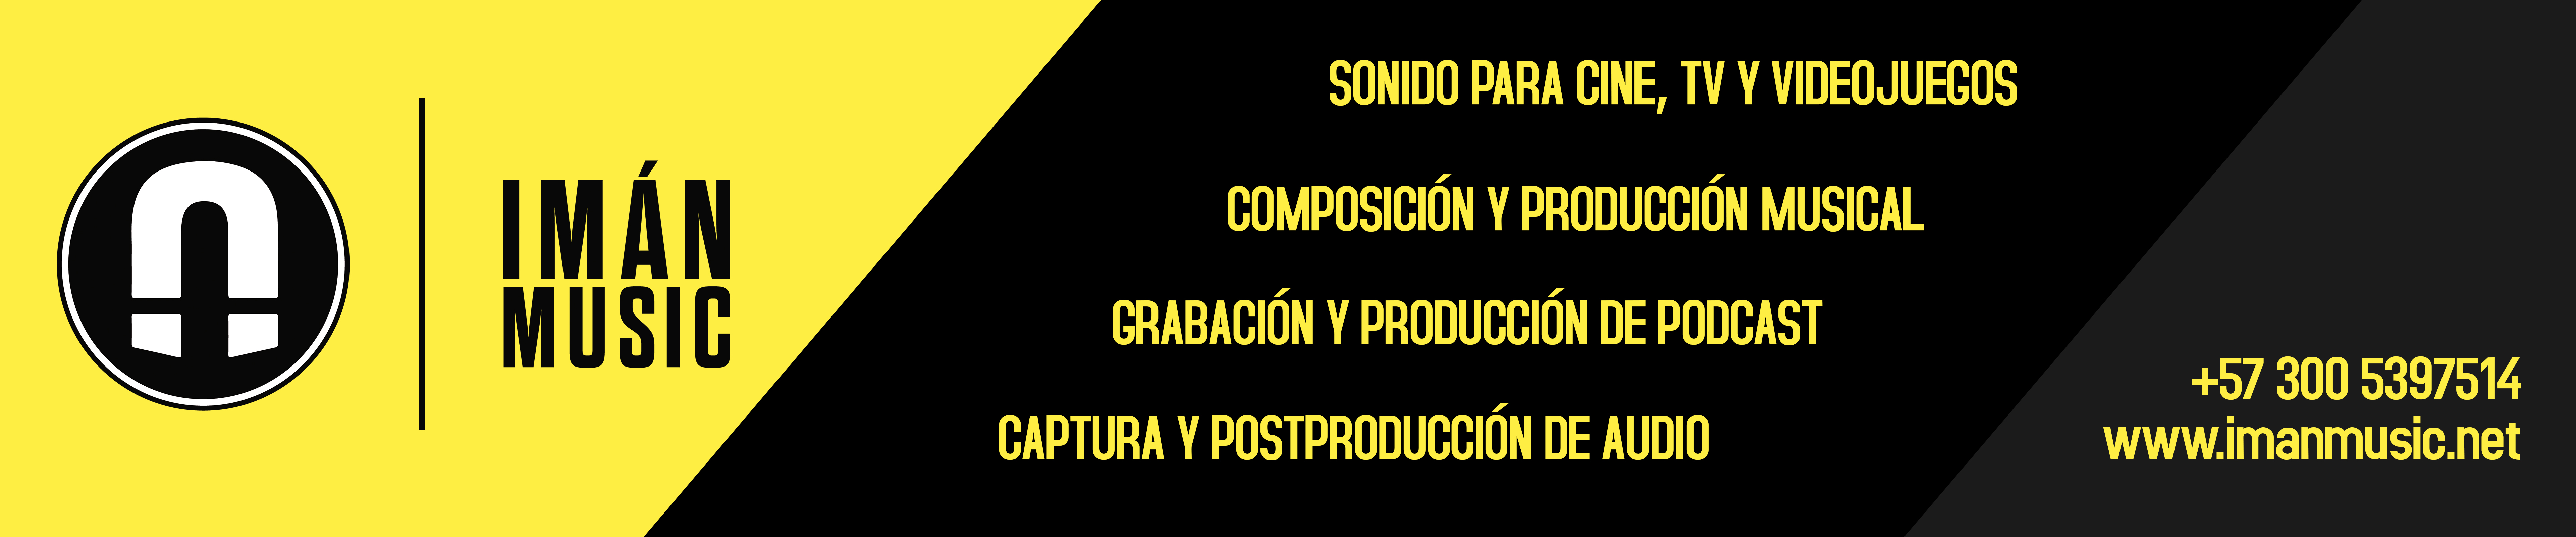 IMÁN
MUSIC
SONIDO PARA CINE, TV Y VIDEOJUEGOS
COMPOSICIÓN Y PRODUCCIÓN MUSICAL
GRABACIÓN Y PRODUCCIÓN DE PODCAST
CAPTURA Y POSTPRODUCCIÓN DE AUDIO
+57 300 5397514
www.imanmusic.net